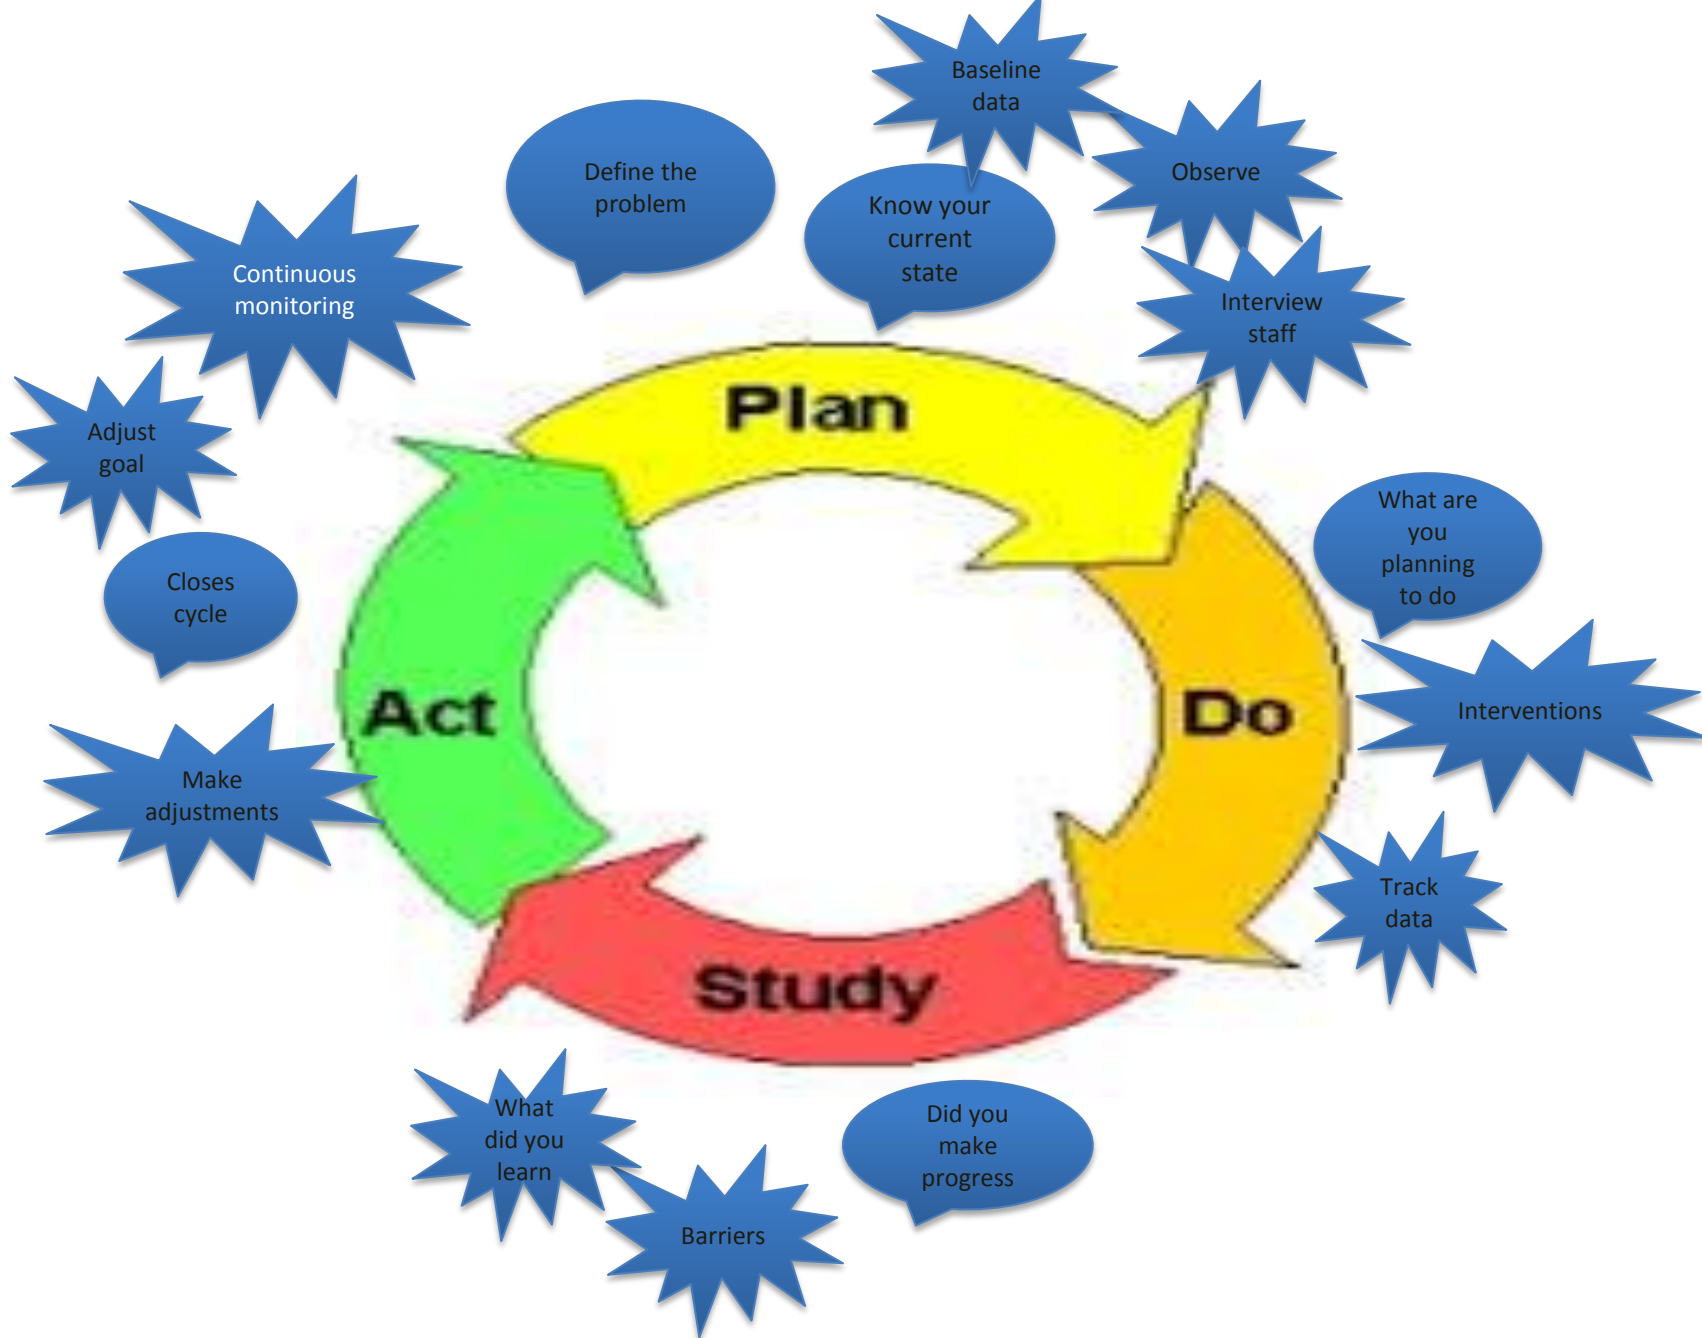 Baseline
data
Observe
Define the
problem
Know your
current
state
Interview
staff
Continuous
monitoring
Adjust
goal
Closes
cycle
Make
adjustments
Plan
What are
you
planning
to do
Do
Interventions
Track
data
Act
Study
What
did you
learn
Barriers
Did you
make
progress